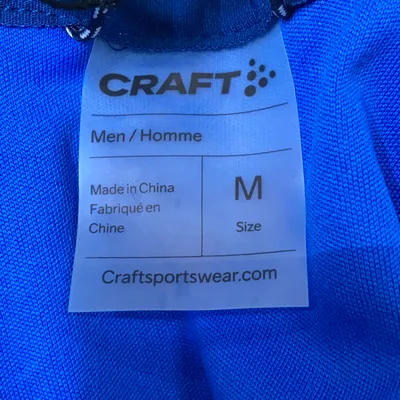 CRAFT
Men / Homme
Made in China
Fabriqué en
Chine
M
Size
Craftsportswear.com